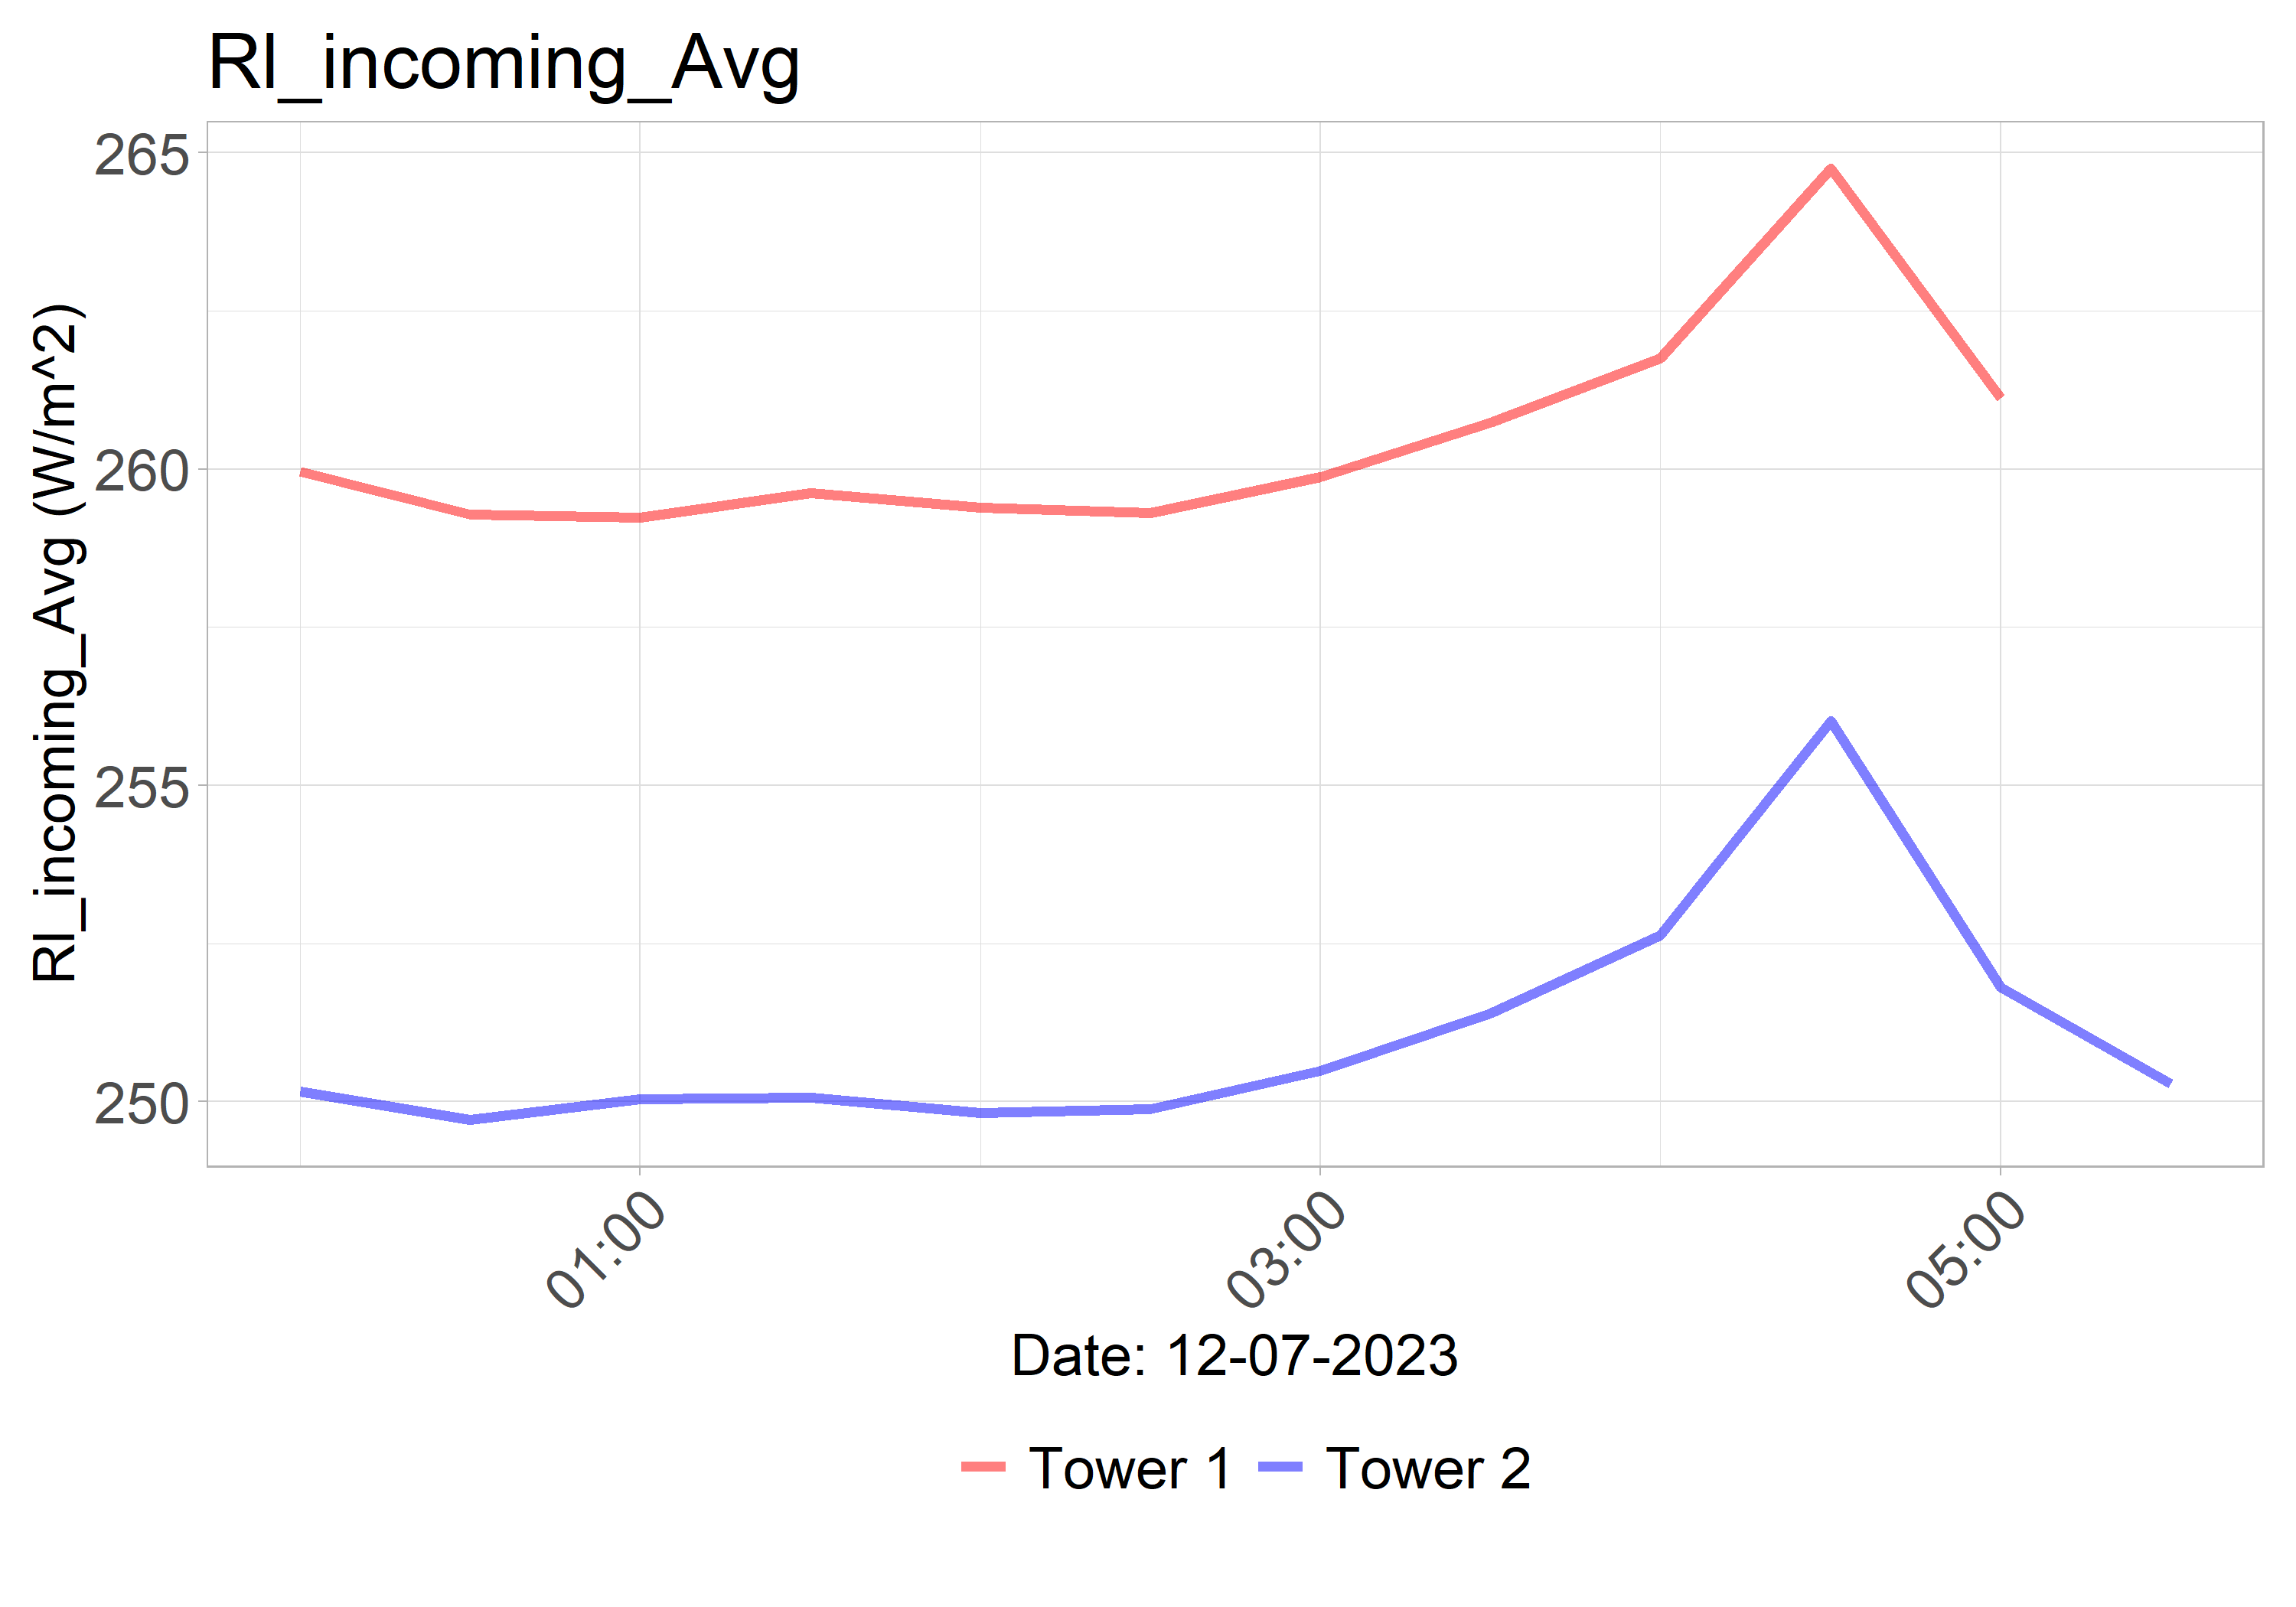 Rl_incoming_Avg
Rl_incoming_Avg (W/m^2)
265
260
255
250
01:00
03:00
05:00
Date: 12-07-2023
Tower 1
Tower 2